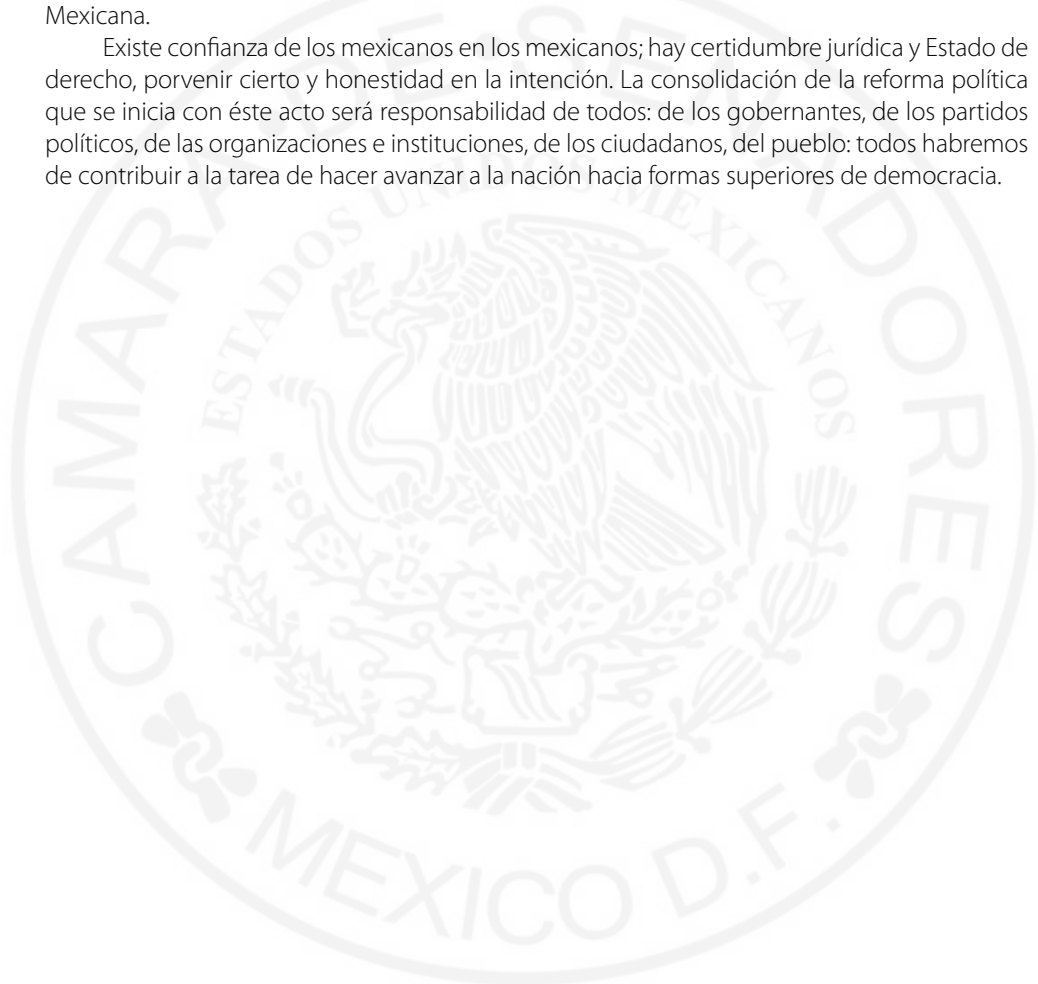 Mexicana.
Existe confianza de los mexicanos en los mexicanos; hay certidumbre jurídica y Estado de
derecho, porvenir cierto y honestidad en la intención. La consolidación de la reforma política
que se inicia con éste acto será responsabilidad de todos: de los gobernantes, de los partidos
políticos, de las organizaciones e instituciones, de los ciudadanos, del pueblo: todos habremos
de contribuir a la tarea de hacer avanzar a la nación hacia formas superiores de democracia.
CAMARA DE SENADORES
ESTADOS UNIDOS MEXICANOS
MEXICO D.F.